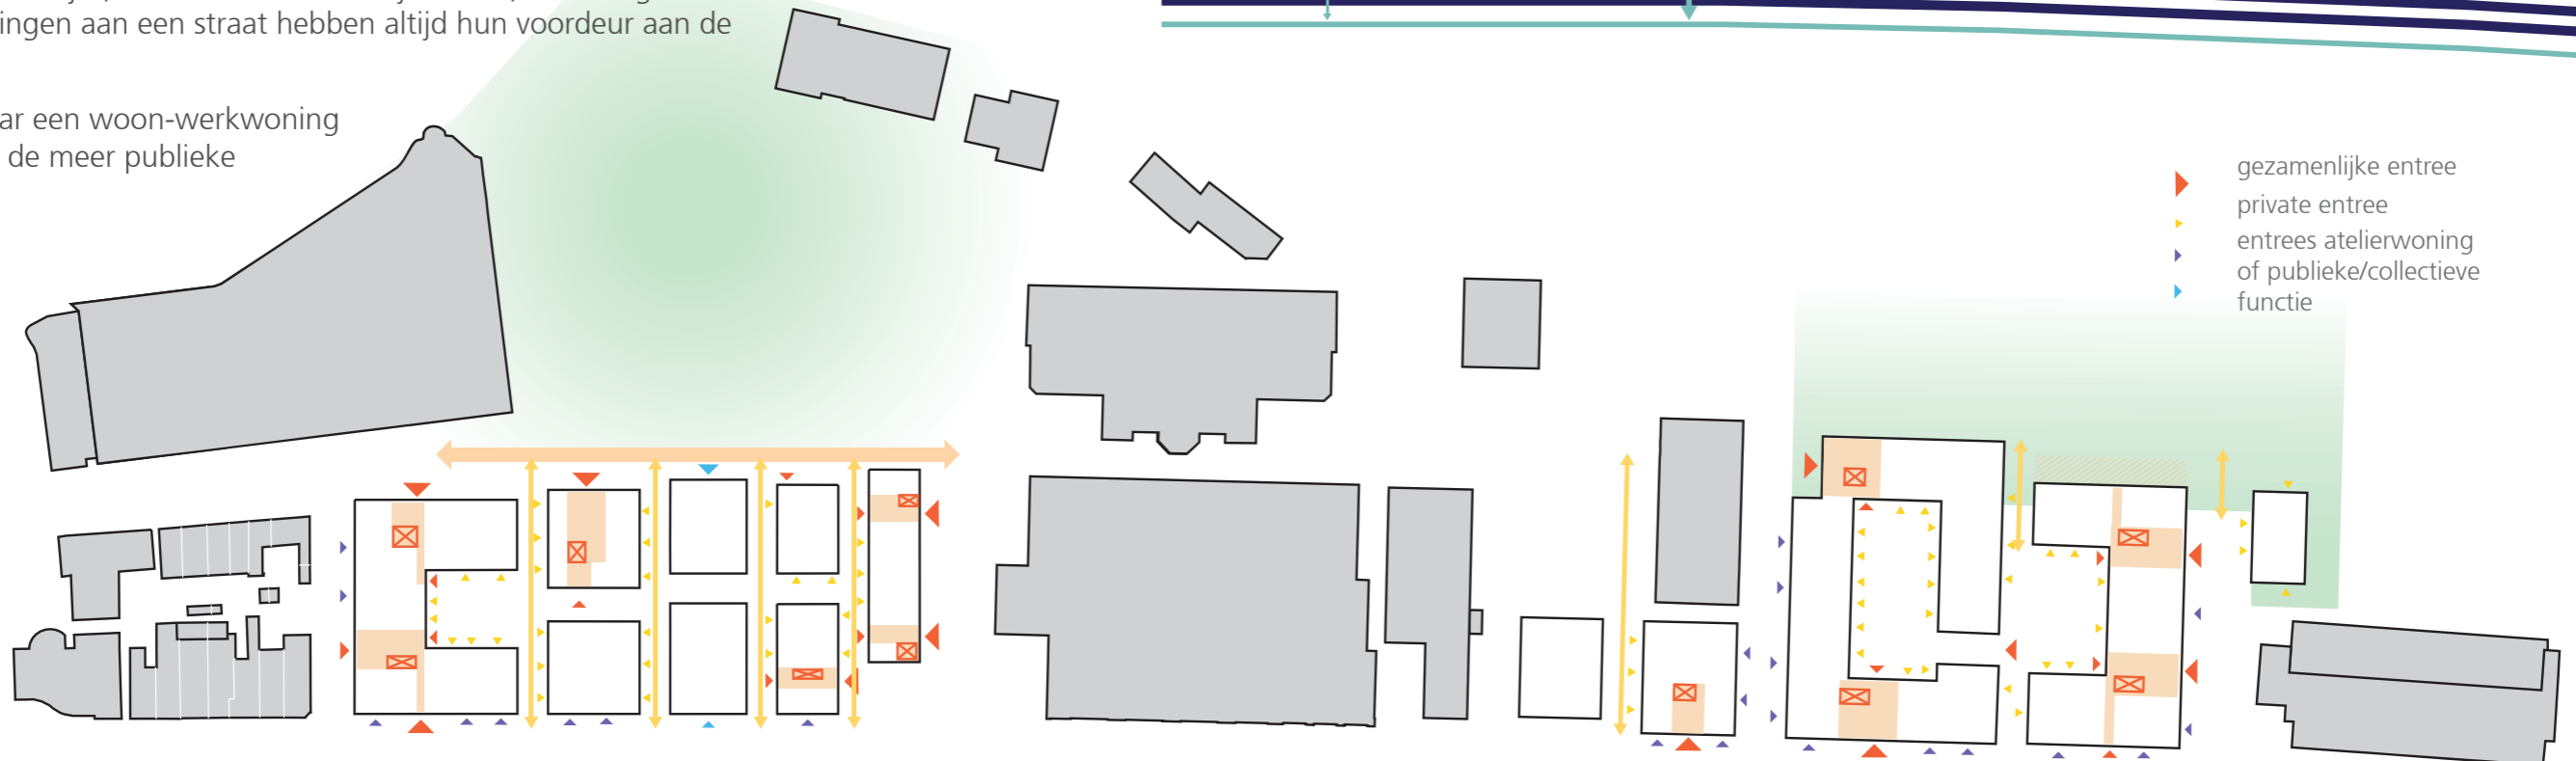 ingen aan een straat hebben altijd hun voordeur aan de
ar een woon-werkwoning
de meer publieke
gezamenlijke entree
private entree
entrees atelierwoning
of publieke/collectieve
functie